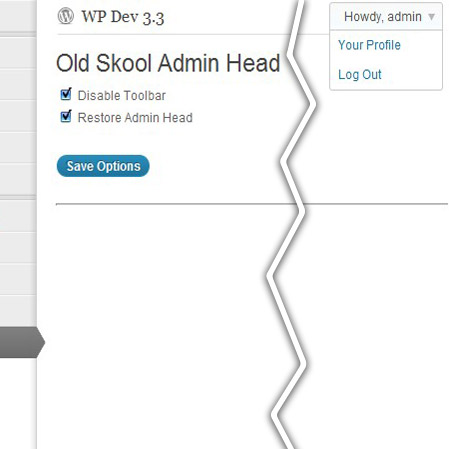 WP Dev 3.3
Howdy, admin
Your Profile
Log Out
Old Skool Admin Head
Disable Toolbar
Restore Admin Head
Save Options